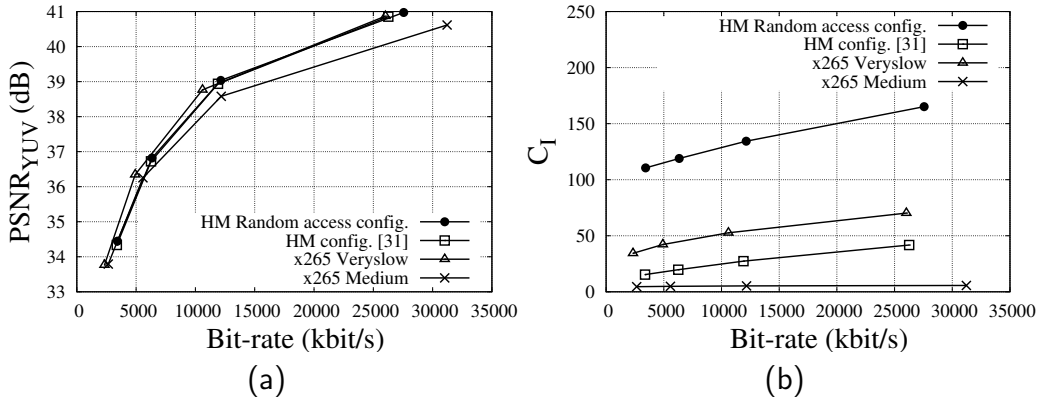 41
40
39
38
37
36
35
34
33
PSNR_YUV (dB)
HM Random access config.
HM config. [31]
x265 Veryslow
x265 Medium
0 5000 10000 15000 20000 25000 30000 35000
Bit-rate (kbit/s)
(a)
250
200
150
100
50
0
C_I
HM Random access config.
HM config. [31]
x265 Veryslow
x265 Medium
0 5000 10000 15000 20000 25000 30000 35000
Bit-rate (kbit/s)
(b)